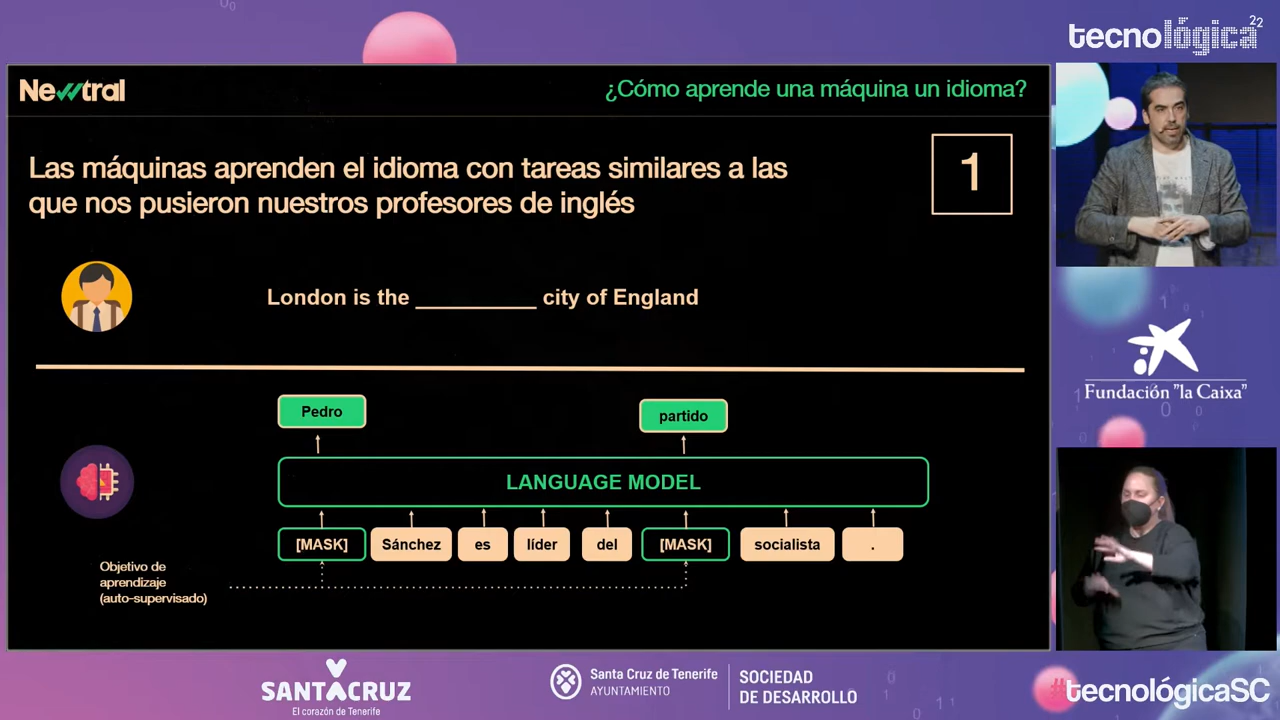 tecnológica22
Newtral
¿Cómo aprende una máquina un idioma?
Las máquinas aprenden el idioma con tareas similares a las
que nos pusieron nuestros profesores de inglés
1
London is the __________ city of England
Pedro
partido
LANGUAGE MODEL
[MASK] Sánchez es líder del [MASK] socialista .
Objetivo de
aprendizaje
(auto-supervisado)
Fundación "la Caixa"
SANTACRUZ
El corazón de Tenerife
Santa Cruz de Tenerife
AYUNTAMIENTO
SOCIEDAD
DE DESARROLLO
#tecnológicaSC